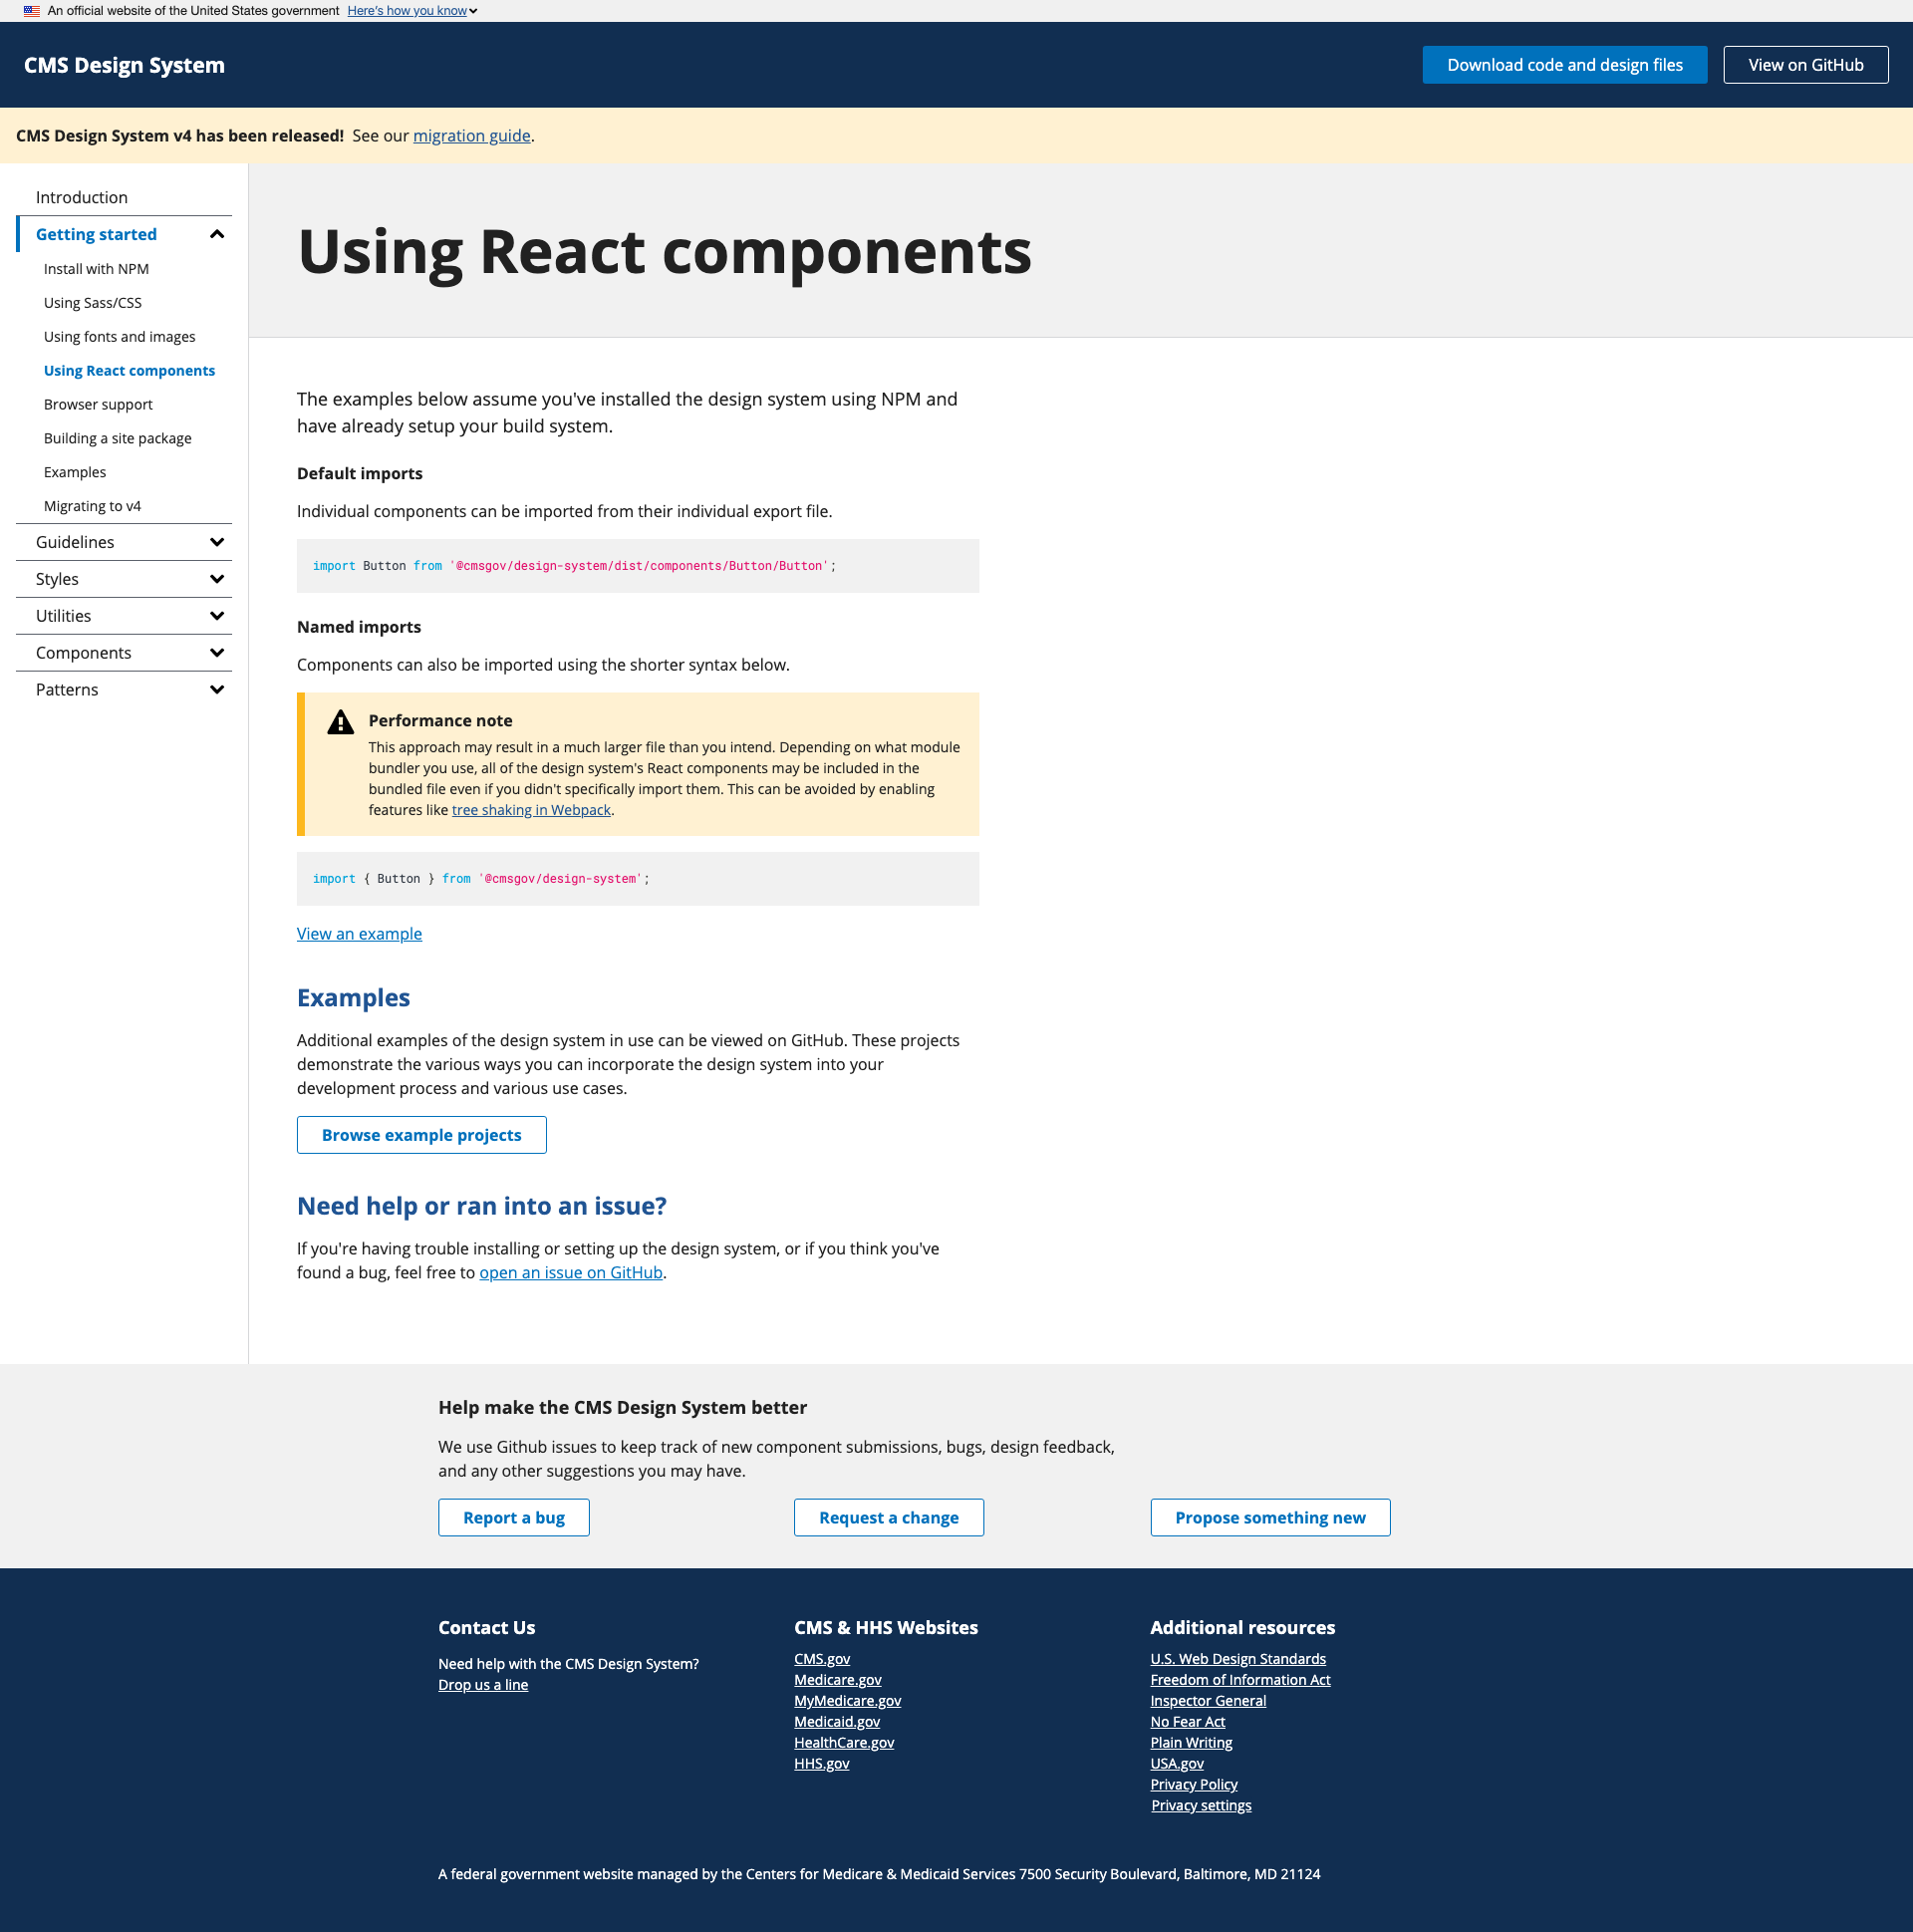 An official website of the United States government Here's how you know
CMS Design System
Download code and design files
View on GitHub
CMS Design System v4 has been released! See our migration guide.
Introduction
Getting started
Install with NPM
Using Sass/CSS
Using fonts and images
Using React components
Browser support
Building a site package
Examples
Migrating to v4
Guidelines
Styles
Utilities
Components
Patterns
Using React components
The examples below assume you've installed the design system using NPM and
have already setup your build system.
Default imports
Individual components can be imported from their individual export file.
import Button from '@cmsgov/design-system/dist/components/Button/Button';
Named imports
Components can also be imported using the shorter syntax below.
Performance note
This approach may result in a much larger file than you intend. Depending on what module
bundler you use, all of the design system's React components may be included in the
bundled file even if you didn't specifically import them. This can be avoided by enabling
features like tree shaking in Webpack.
import { Button } from '@cmsgov/design-system';
View an example
Examples
Additional examples of the design system in use can be viewed on GitHub. These projects
demonstrate the various ways you can incorporate the design system into your
development process and various use cases.
Browse example projects
Need help or ran into an issue?
If you're having trouble installing or setting up the design system, or if you think you've
found a bug, feel free to open an issue on GitHub.
Help make the CMS Design System better
We use Github issues to keep track of new component submissions, bugs, design feedback,
and any other suggestions you may have.
Report a bug
Request a change
Propose something new
Contact Us
Need help with the CMS Design System?
Drop us a line
CMS & HHS Websites
CMS.gov
Medicare.gov
MyMedicare.gov
Medicaid.gov
HealthCare.gov
HHS.gov
Additional resources
U.S. Web Design Standards
Freedom of Information Act
Inspector General
No Fear Act
Plain Writing
USA.gov
Privacy Policy
Privacy settings
A federal government website managed by the Centers for Medicare & Medicaid Services 7500 Security Boulevard, Baltimore, MD 21124